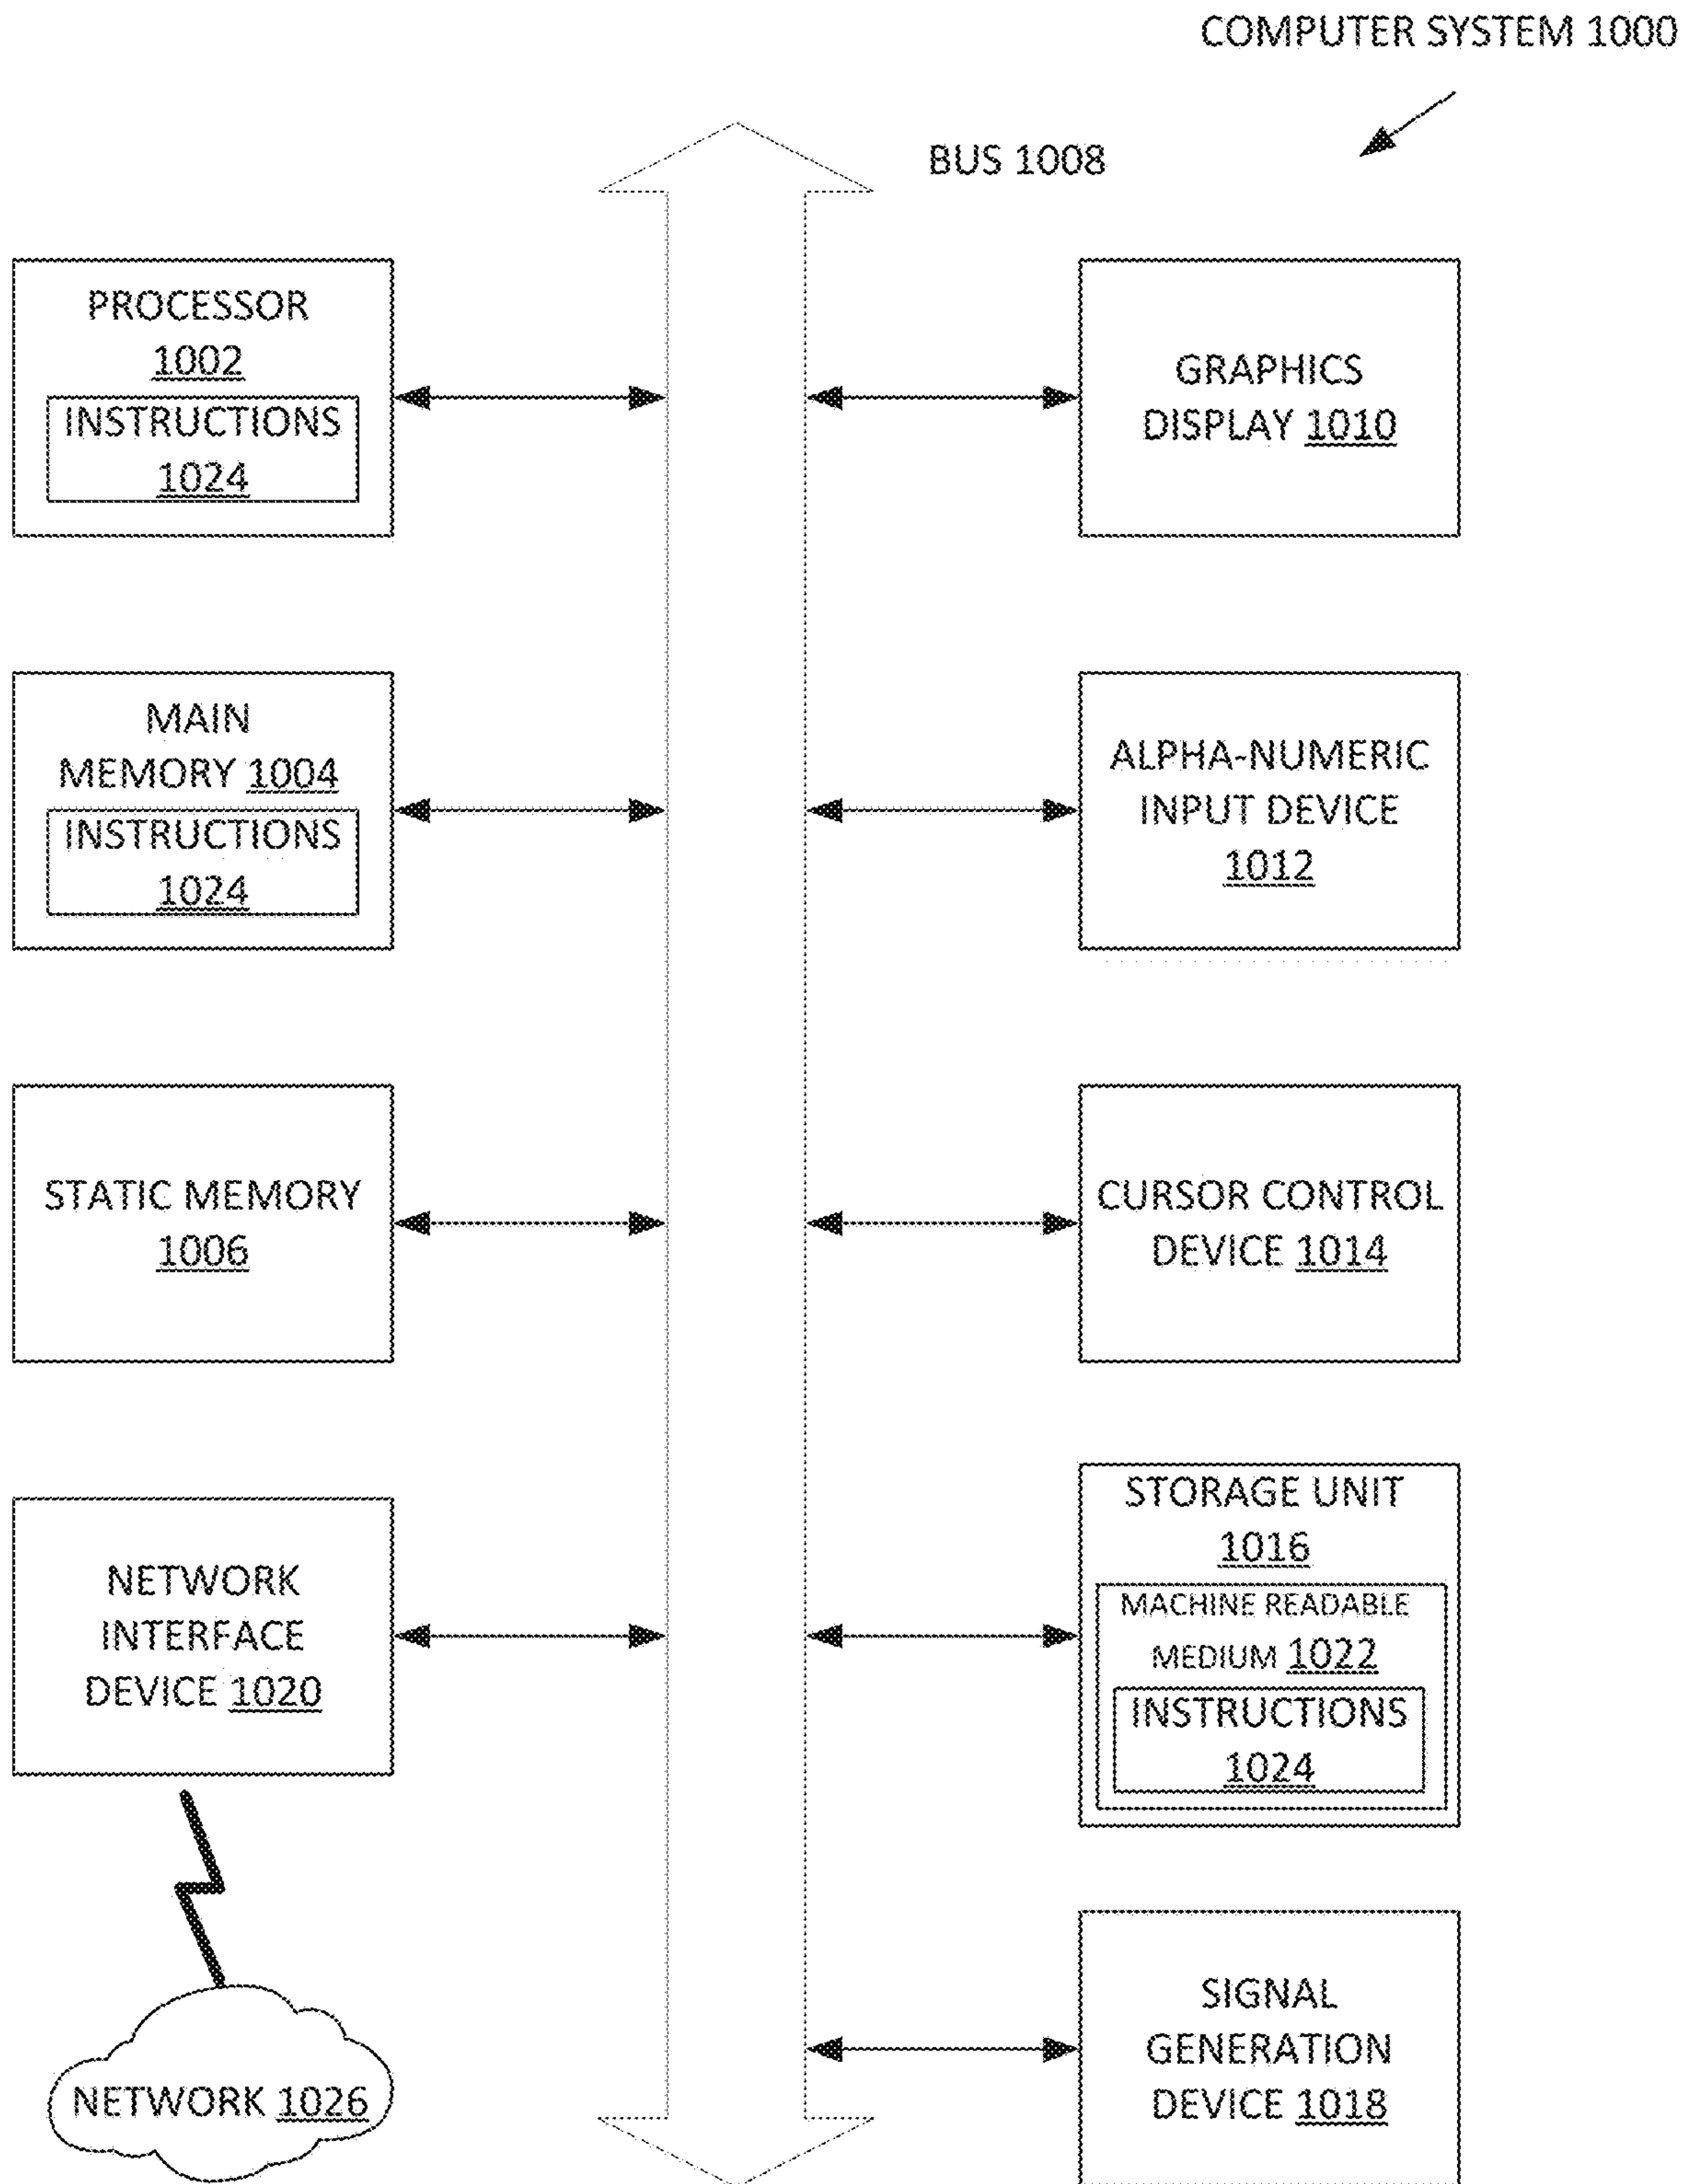 COMPUTER SYSTEM 1000
BUS 1008
PROCESSOR
1002
INSTRUCTIONS
1024
GRAPHICS
DISPLAY 1010
MAIN
MEMORY 1004
INSTRUCTIONS
1024
ALPHA-NUMERIC
INPUT DEVICE
1012
STATIC MEMORY
1006
CURSOR CONTROL
DEVICE 1014
NETWORK
INTERFACE
DEVICE 1020
STORAGE UNIT
1016
MACHINE READABLE
MEDIUM 1022
INSTRUCTIONS
1024
NETWORK 1026
SIGNAL
GENERATION
DEVICE 1018